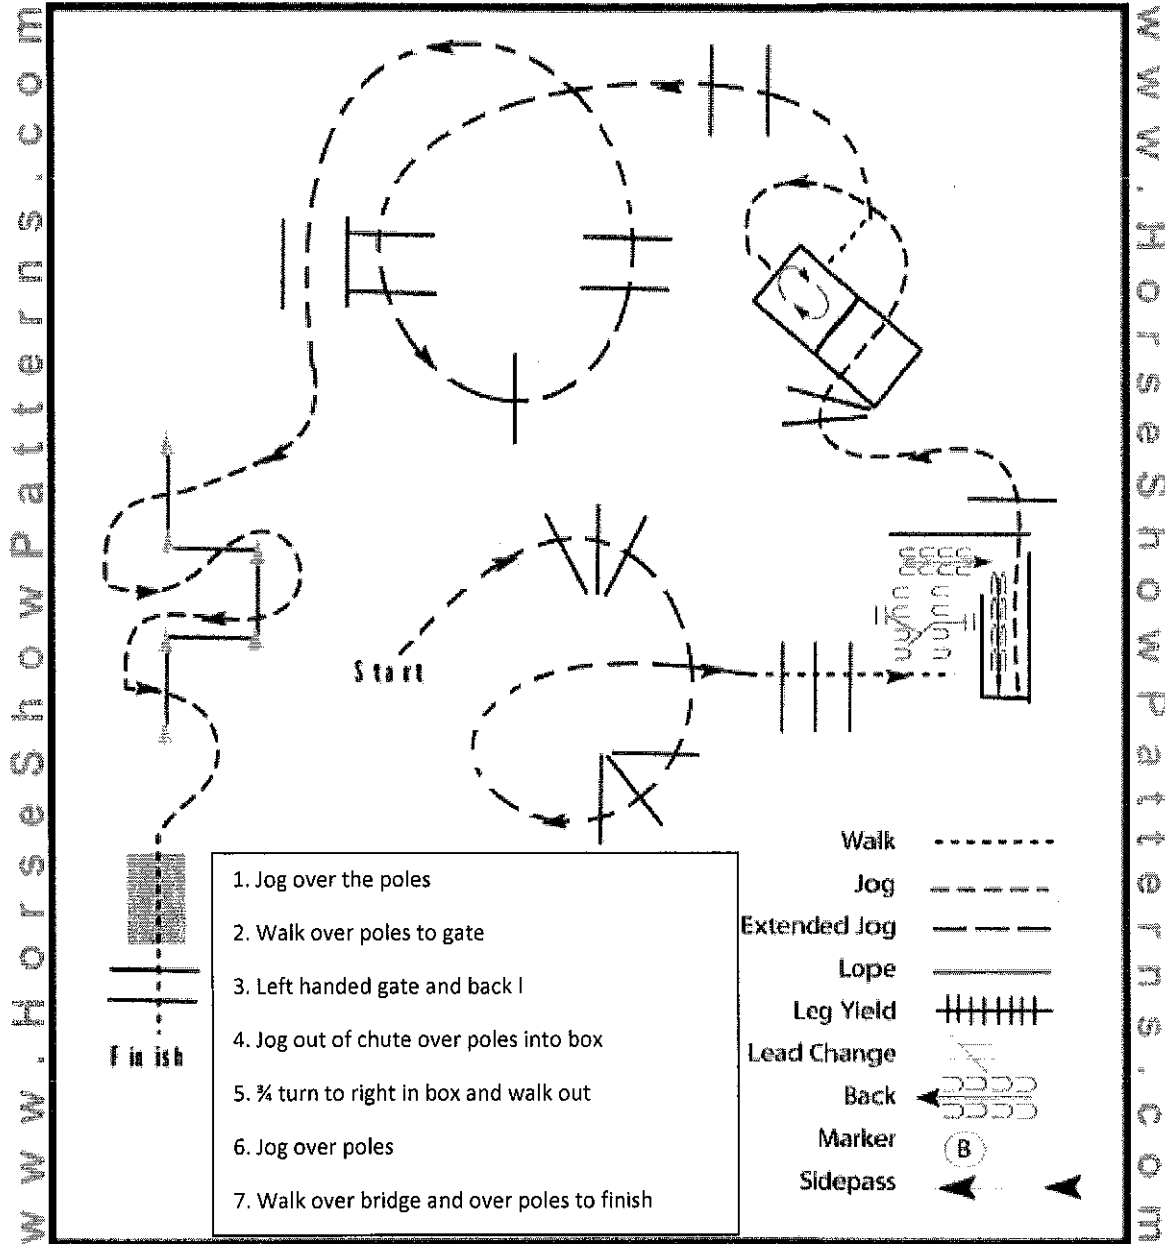 www.HorseShowPatterns.com
www.HorseShowPatterns.com
Start
Finish
1. Jog over the poles
2. Walk over poles to gate
3. Left handed gate and back l
4. Jog out of chute over poles into box
5. ¾ turn to right in box and walk out
6. Jog over poles
7. Walk over bridge and over poles to finish
Walk
Jog
Extended Jog
Lope
Leg Yield
Lead Change
Back
Marker
B
Sidepass